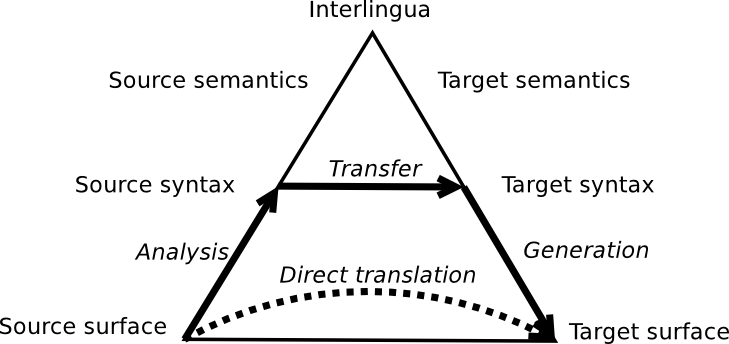 Interlingua
Source semantics
Target semantics
Transfer
Source syntax
Target syntax
Analysis
Generation
Direct translation
Source surface
Target surface